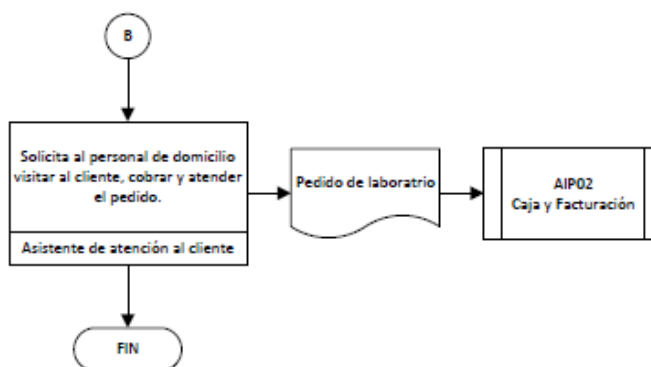 B
Solicita al personal de domicilio
visitar al cliente, cobrar y atender
el pedido.
Asistente de atención al cliente
Pedido de laboratrio
AIP02
Caja y Facturación
FIN